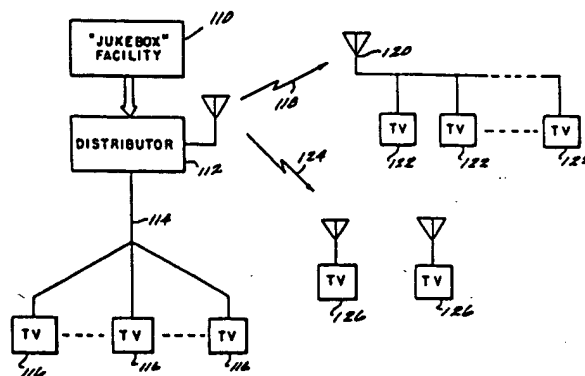 "JUKEBOX"
FACILITY
110
120
118
DISTRIBUTOR
112
TV TV TV
122 122 122
124
114
TV TV
126 126
TV TV TV
116 116 116